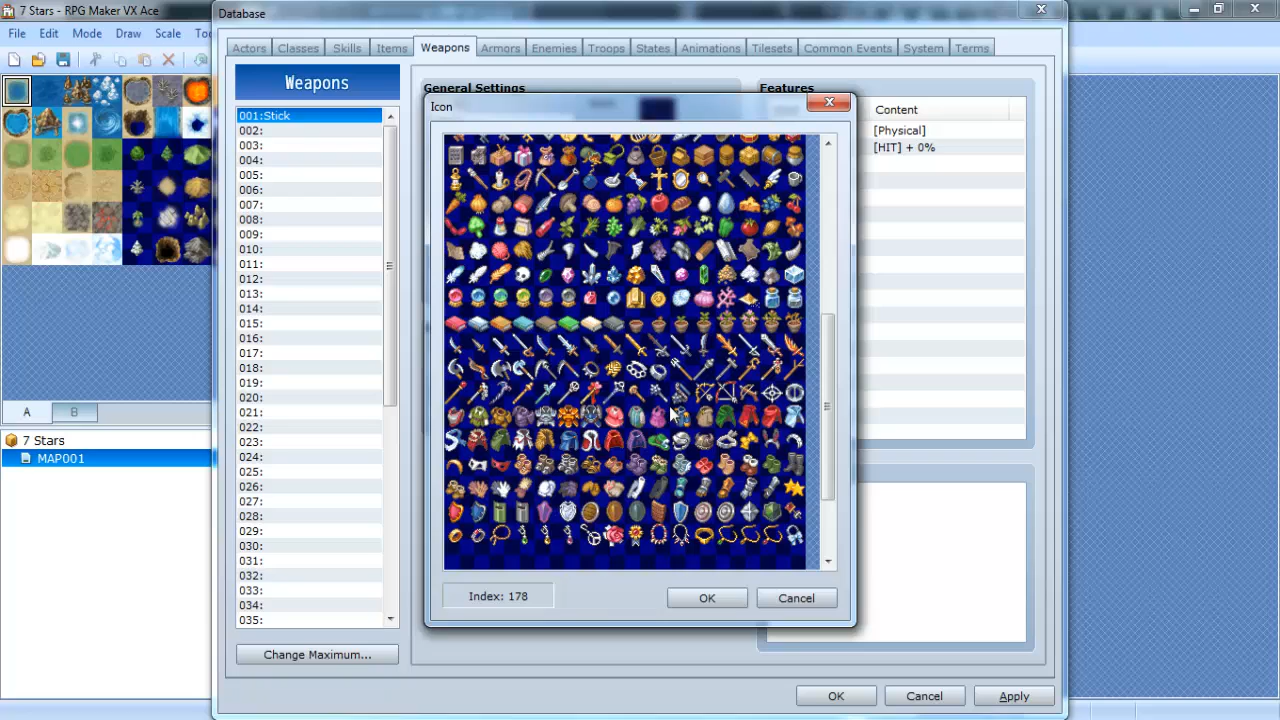 7 Stars - RPG Maker VX Ace
Database
File Edit Mode Draw Scale
Actors Classes Skills Items Weapons Armors Enemies Troops States Animations Tilesets Common Events System Terms
Weapons
General Settings
Features
Icon
Content
[Physical]
[HIT] + 0%
001:Stick
002:
003:
004:
005:
006:
007:
008:
009:
010:
011:
012:
013:
014:
015:
016:
017:
018:
019:
020:
021:
022:
023:
024:
025:
026:
027:
028:
029:
030:
031:
032:
033:
034:
035:
A B
7 Stars
MAP001
Index: 178
OK Cancel
Change Maximum...
OK Cancel Apply